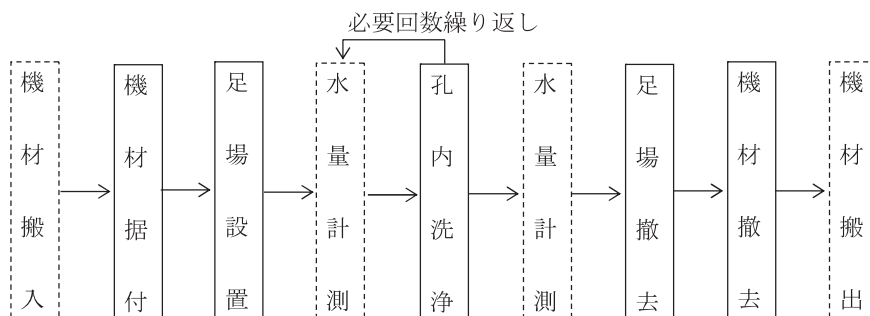 必要回数繰り返し
機材搬入
機材据付
足場設置
水量計測
孔内洗浄
水量計測
足場撤去
機材撤去
機材搬出